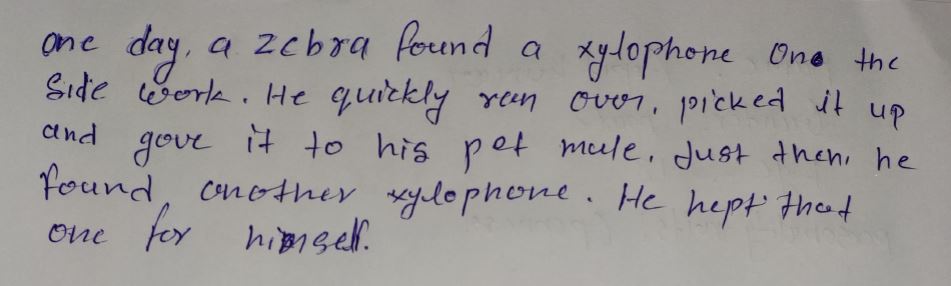 one day, a zebra found a xylophone one the
Side work. He quickly ran over, picked it up
and gove it to his pet mule. Just then, he
found another xylophone. He kept that
one for himself.